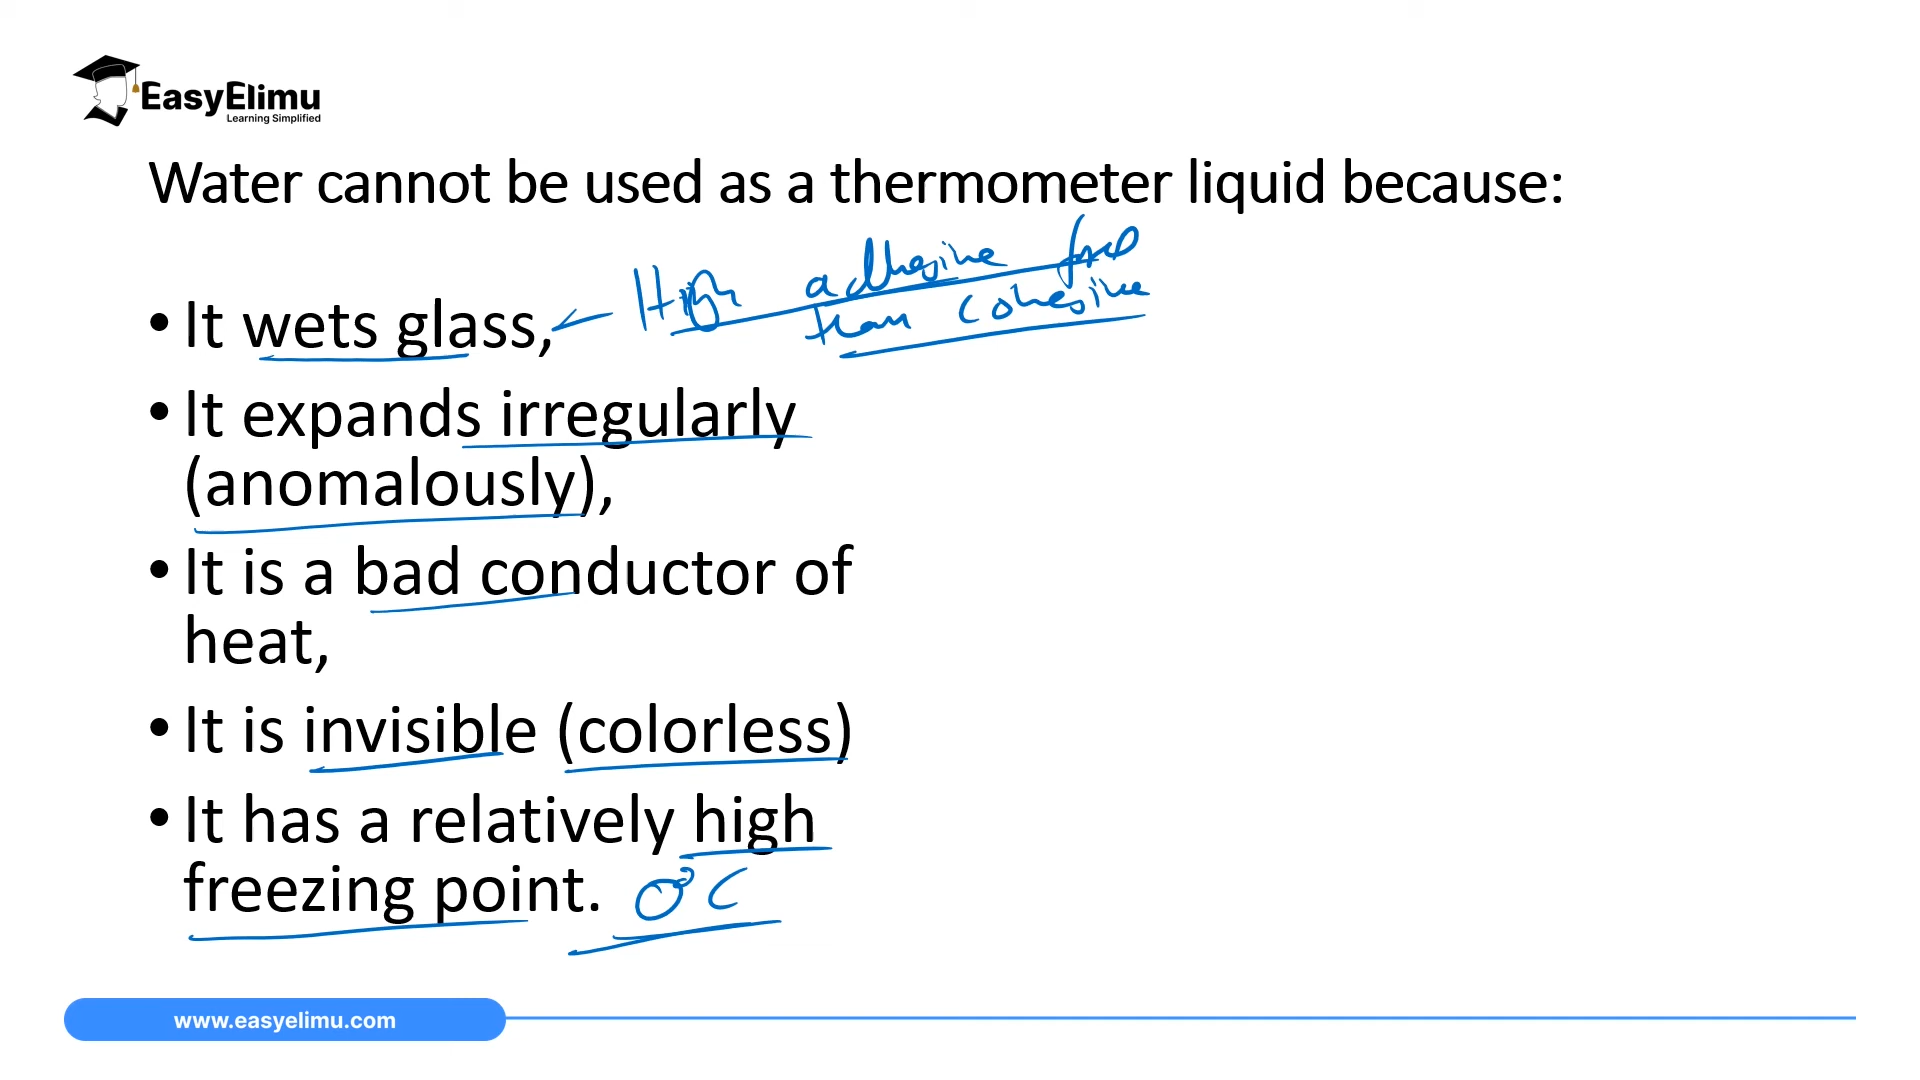 EasyElimu
Learning Simplified
Water cannot be used as a thermometer liquid because:
High adhesive force
than cohesive
• It wets glass,
• It expands irregularly
(anomalously),
• It is a bad conductor of
heat,
• It is invisible (colorless)
• It has a relatively high
freezing point. 0°C
www.easyelimu.com